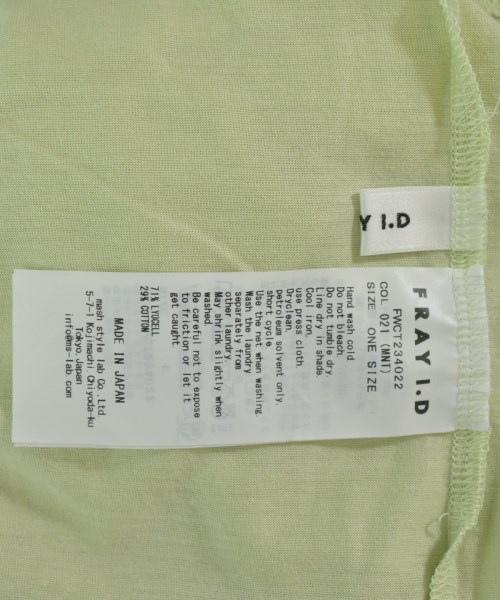 Y I.D
FRAY I.D
FWCT234022
COL 021 (MNT)
SIZE ONE SIZE
Hand wash cold
Do not bleach.
Do not tumble dry.
Line dry in shade.
Cool iron.
use press cloth.
Dryclean.
petroleum solvent only.
short cycle.
Use the net when washing.
Wash the laundry
separately from
other laundry.
May shrink slightly when
washed.
Be careful not to expose
to friction or let it
get caught.
71% LYOCELL
29% COTTON
MADE IN JAPAN
mash style lab Co.,Ltd
5-7-1 Kojimachi, Chiyoda-ku
Tokyo, Japan
info@ms-lab.com